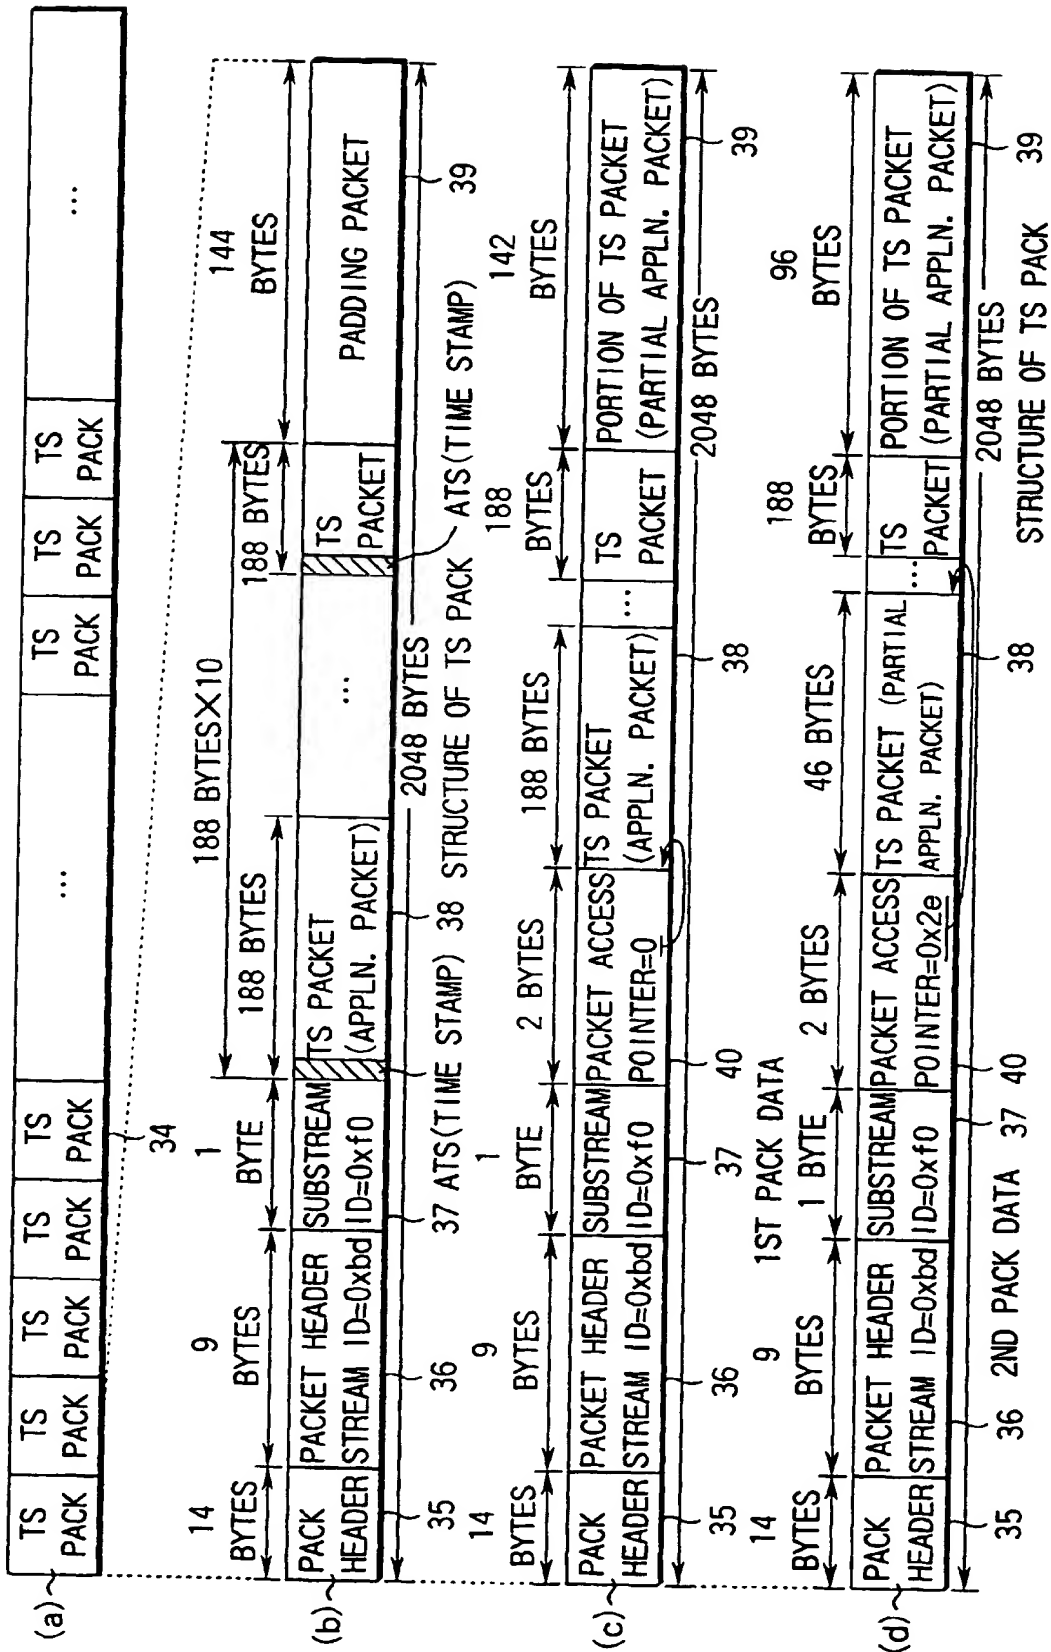 (a)
TS
PACK
TS
PACK
TS
PACK
TS
PACK
TS
PACK
...
TS
PACK
TS
PACK
TS
PACK
...
34
188 BYTES×10
14
BYTES
9
BYTES
1
BYTE
188 BYTES
188 BYTES
144
BYTES
(b)
PACK
HEADER
PACKET HEADER
STREAM ID=0xbd
SUBSTREAM
ID=0xf0
TS PACKET
(APPLN. PACKET)
...
TS
PACKET
PADDING PACKET
2048 BYTES
35
36
37
ATS(TIME STAMP)
38
STRUCTURE OF TS PACK
ATS(TIME STAMP)
39
14
BYTES
9
BYTES
1
BYTE
2 BYTES
188 BYTES
188
BYTES
142
BYTES
(c)
PACK
HEADER
PACKET HEADER
STREAM ID=0xbd
SUBSTREAM
ID=0xf0
PACKET ACCESS
POINTER=0
TS PACKET
(APPLN. PACKET)
...
TS
PACKET
PORTION OF TS PACKET
(PARTIAL APPLN. PACKET)
2048 BYTES
35
36
37
40
38
39
1ST PACK DATA
14
BYTES
9
BYTES
1 BYTE
2 BYTES
46 BYTES
188
BYTES
96
BYTES
(d)
PACK
HEADER
PACKET HEADER
STREAM ID=0xbd
SUBSTREAM
ID=0xf0
PACKET ACCESS
POINTER=0x2e
TS PACKET (PARTIAL
APPLN. PACKET)
...
TS
PACKET
PORTION OF TS PACKET
(PARTIAL APPLN. PACKET)
2048 BYTES
35
36
37
40
38
39
2ND PACK DATA
STRUCTURE OF TS PACK